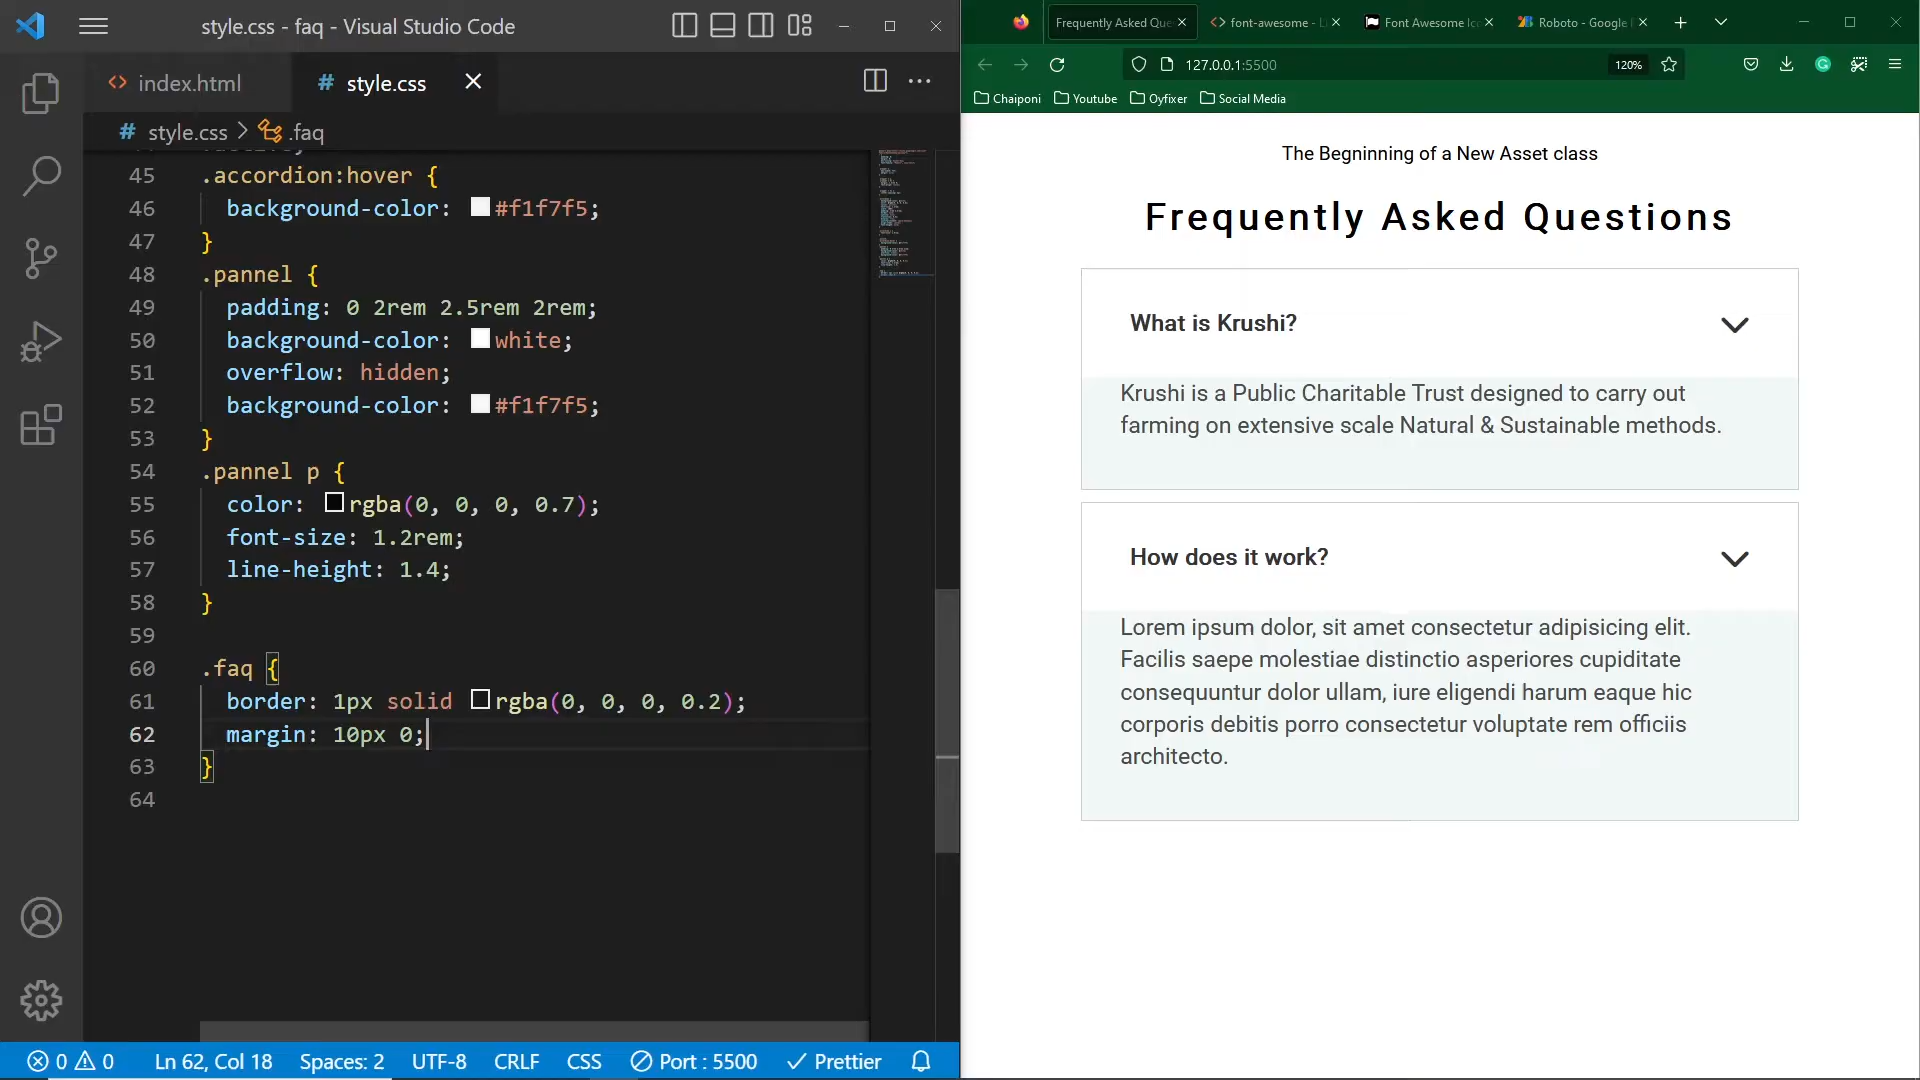 style.css - faq - Visual Studio Code
index.html
# style.css
# style.css > .faq
45 .accordion:hover {
46 background-color: #f1f7f5;
47 }
48 .pannel {
49 padding: 0 2rem 2.5rem 2rem;
50 background-color: white;
51 overflow: hidden;
52 background-color: #f1f7f5;
53 }
54 .pannel p {
55 color: rgba(0, 0, 0, 0.7);
56 font-size: 1.2rem;
57 line-height: 1.4;
58 }
59
60 .faq {
61 border: 1px solid rgba(0, 0, 0, 0.2);
62 margin: 10px 0;
63 }
64
0 0 Ln 62, Col 18 Spaces: 2 UTF-8 CRLF CSS Port : 5500 Prettier
Frequently Asked Que
font-awesome - Li
Font Awesome Ico
Roboto - Google
127.0.0.1:5500
120%
Chaiponi Youtube Oyfixer Social Media
The Begninning of a New Asset class
Frequently Asked Questions
What is Krushi?
Krushi is a Public Charitable Trust designed to carry out
farming on extensive scale Natural & Sustainable methods.
How does it work?
Lorem ipsum dolor, sit amet consectetur adipisicing elit.
Facilis saepe molestiae distinctio asperiores cupiditate
consequuntur dolor ullam, iure eligendi harum eaque hic
corporis debitis porro consectetur voluptate rem officiis
architecto.